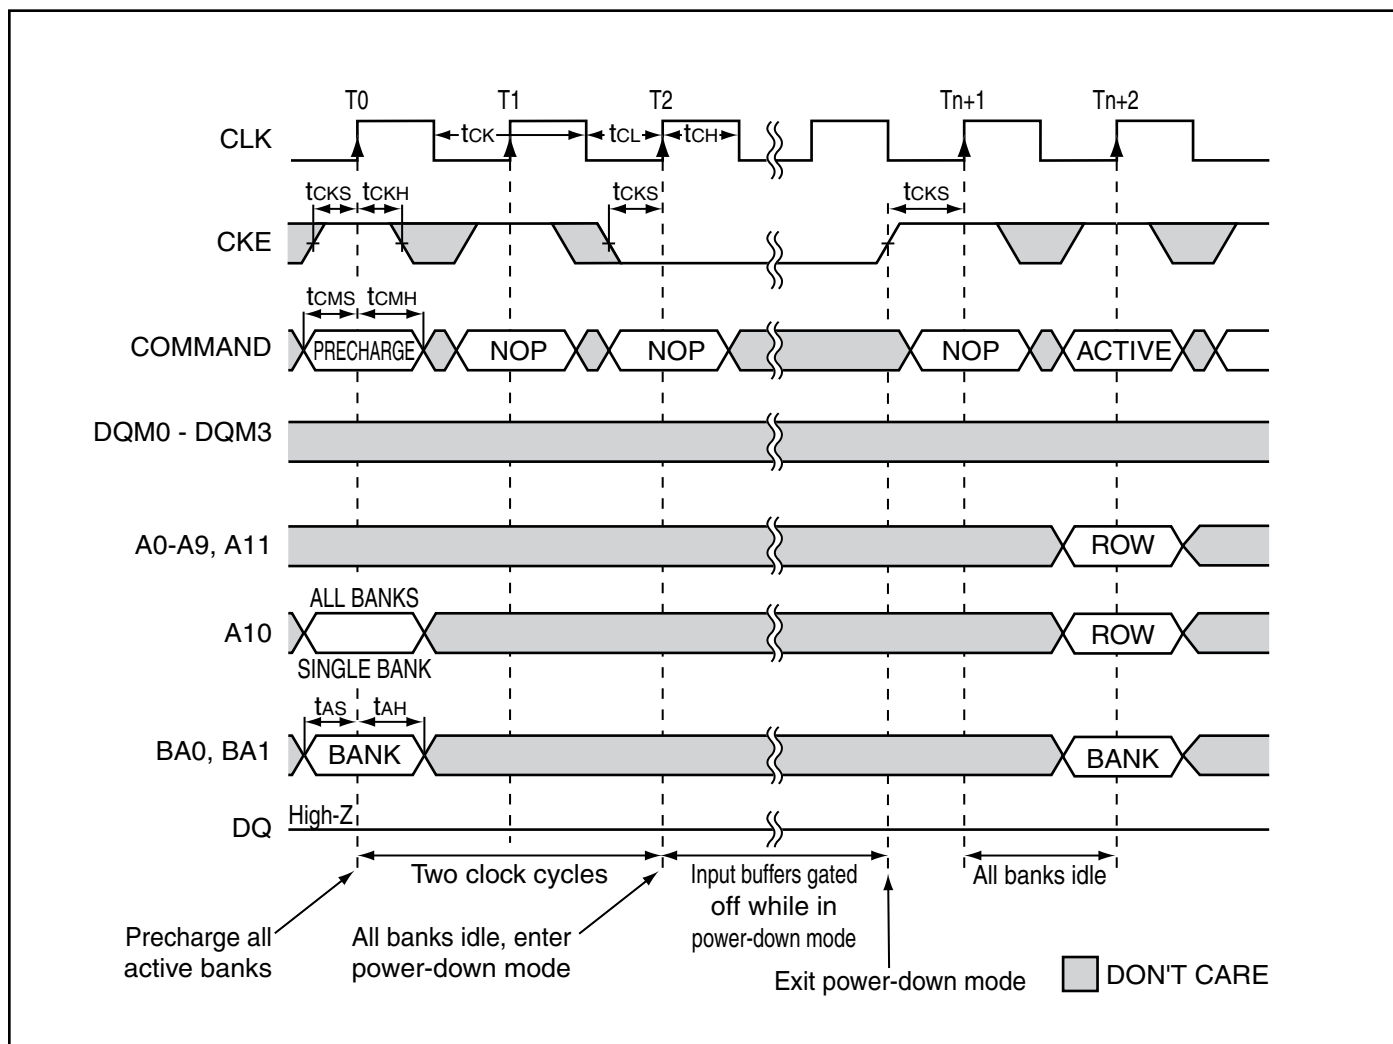 T0 T1 T2 Tn+1 Tn+2
CLK tCK tCL tCH
tCKS tCKH tCKS tCKS
CKE
tCMS tCMH
COMMAND PRECHARGE NOP NOP NOP ACTIVE
DQM0 - DQM3
A0-A9, A11 ROW
ALL BANKS
A10 ROW
SINGLE BANK
tAS tAH
BA0, BA1 BANK BANK
High-Z
DQ
Two clock cycles
Input buffers gated
off while in
power-down mode
All banks idle
Precharge all
active banks
All banks idle, enter
power-down mode
Exit power-down mode
DON'T CARE